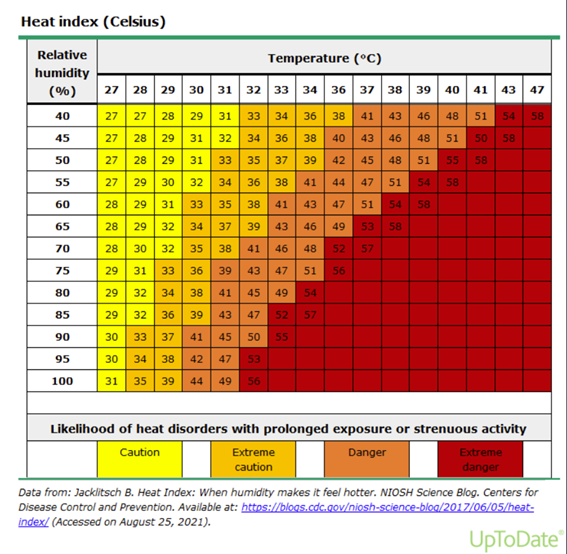 Heat index (Celsius)
Relative humidity (%) Temperature (°C)
27 28 29 30 31 32 33 34 36 37 38 39 40 41 43 47
40 27 27 28 29 31 33 34 36 38 41 43 46 48 51 54 58
45 27 28 29 31 32 34 36 38 40 43 46 48 51 50 58
50 27 28 29 31 33 35 37 39 42 45 48 51 55 58
55 27 29 30 32 34 36 38 41 44 47 51 54 58
60 28 29 31 33 35 38 41 43 47 51 54 58
65 28 29 32 34 37 39 43 46 49 53 58
70 28 30 32 35 38 41 46 48 52 57
75 29 31 33 36 39 43 47 51 56
80 29 32 34 38 41 45 49 54
85 29 32 36 39 43 47 52 57
90 30 33 37 41 45 50 55
95 30 34 38 42 47 53
100 31 35 39 44 49 56
Likelihood of heat disorders with prolonged exposure or strenuous activity
Caution Extreme caution Danger Extreme danger
Data from: Jacklitsch B. Heat Index: When humidity makes it feel hotter. NIOSH Science Blog. Centers for
Disease Control and Prevention. Available at: https://blogs.cdc.gov/niosh-science-blog/2017/06/05/heat-
index/ (Accessed on August 25, 2021).
UpToDate®